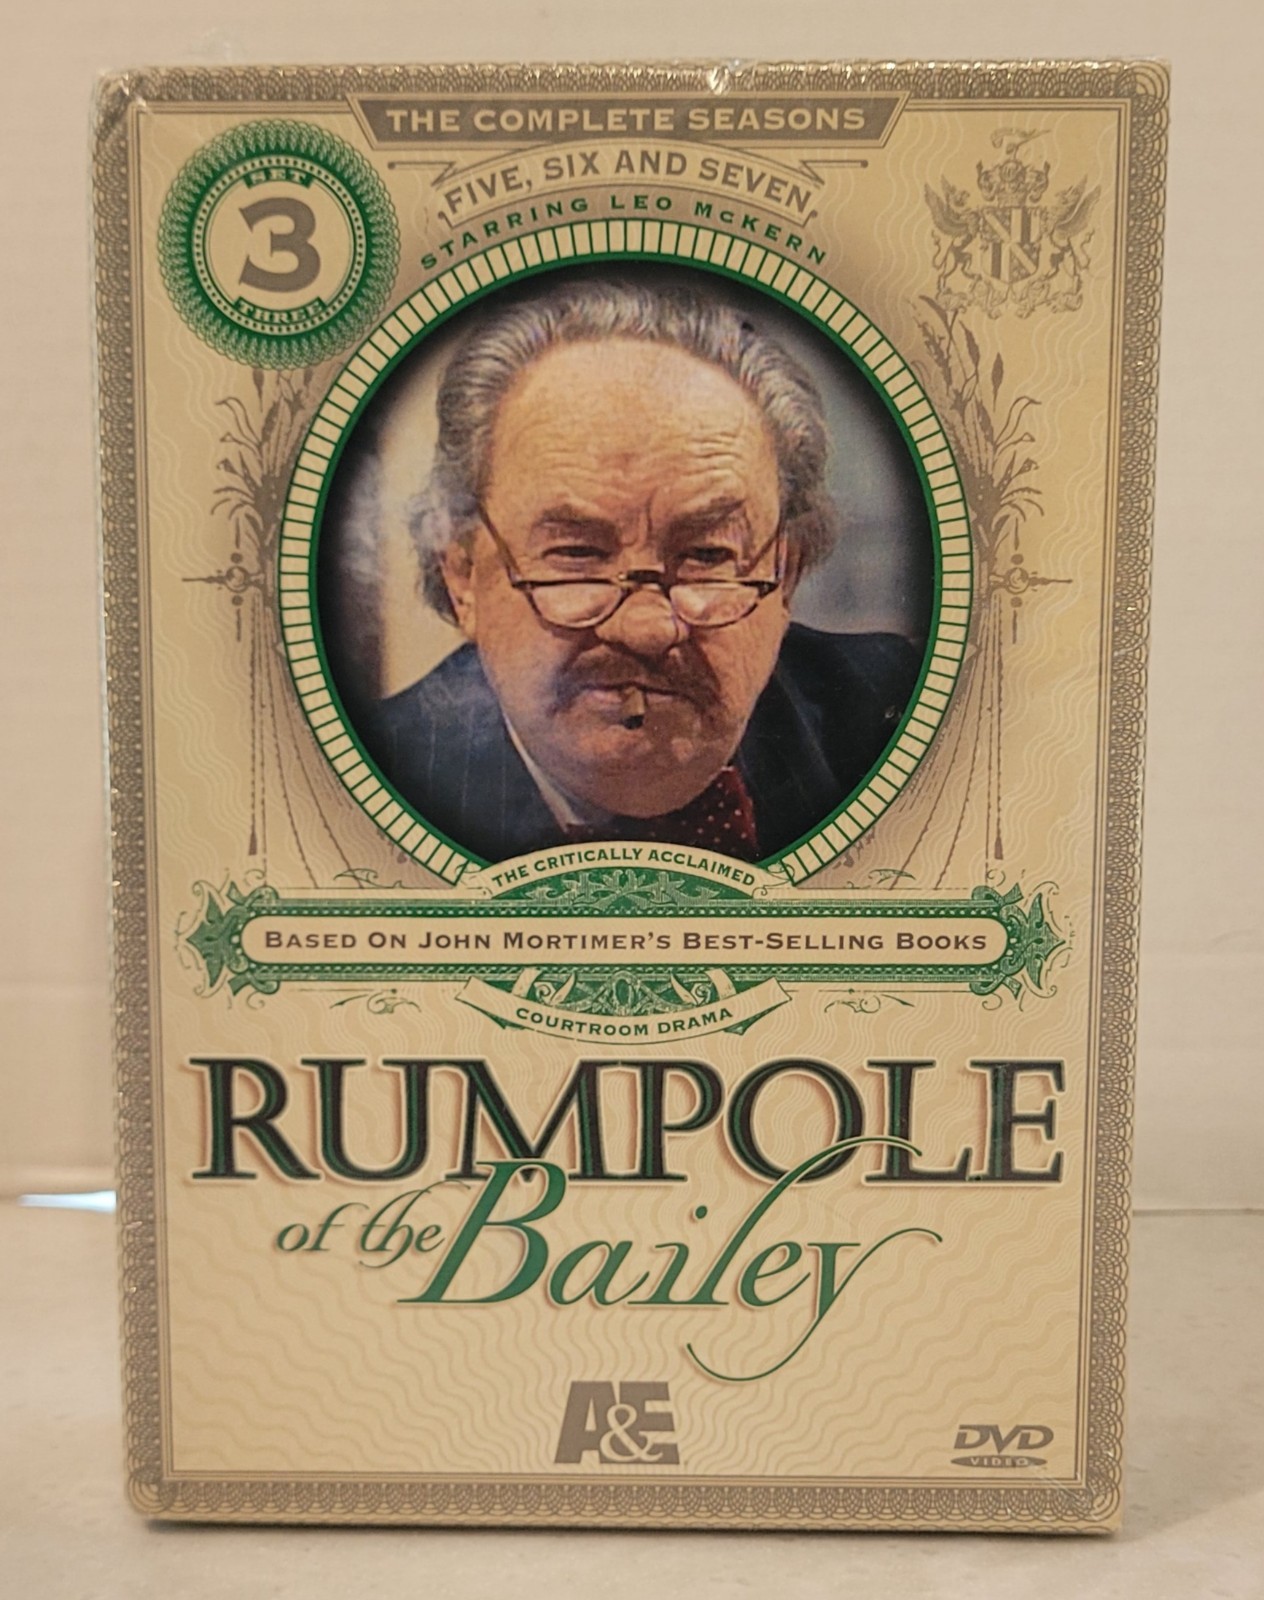 THE COMPLETE SEASONS
FIVE, SIX AND SEVEN
STARRING LEO McKERN
SET
3
THREE
THE CRITICALLY ACCLAIMED
BASED ON JOHN MORTIMER'S BEST-SELLING BOOKS
COURTROOM DRAMA
RUMPOLE
of the Bailey
A&E
DVD
VIDEO